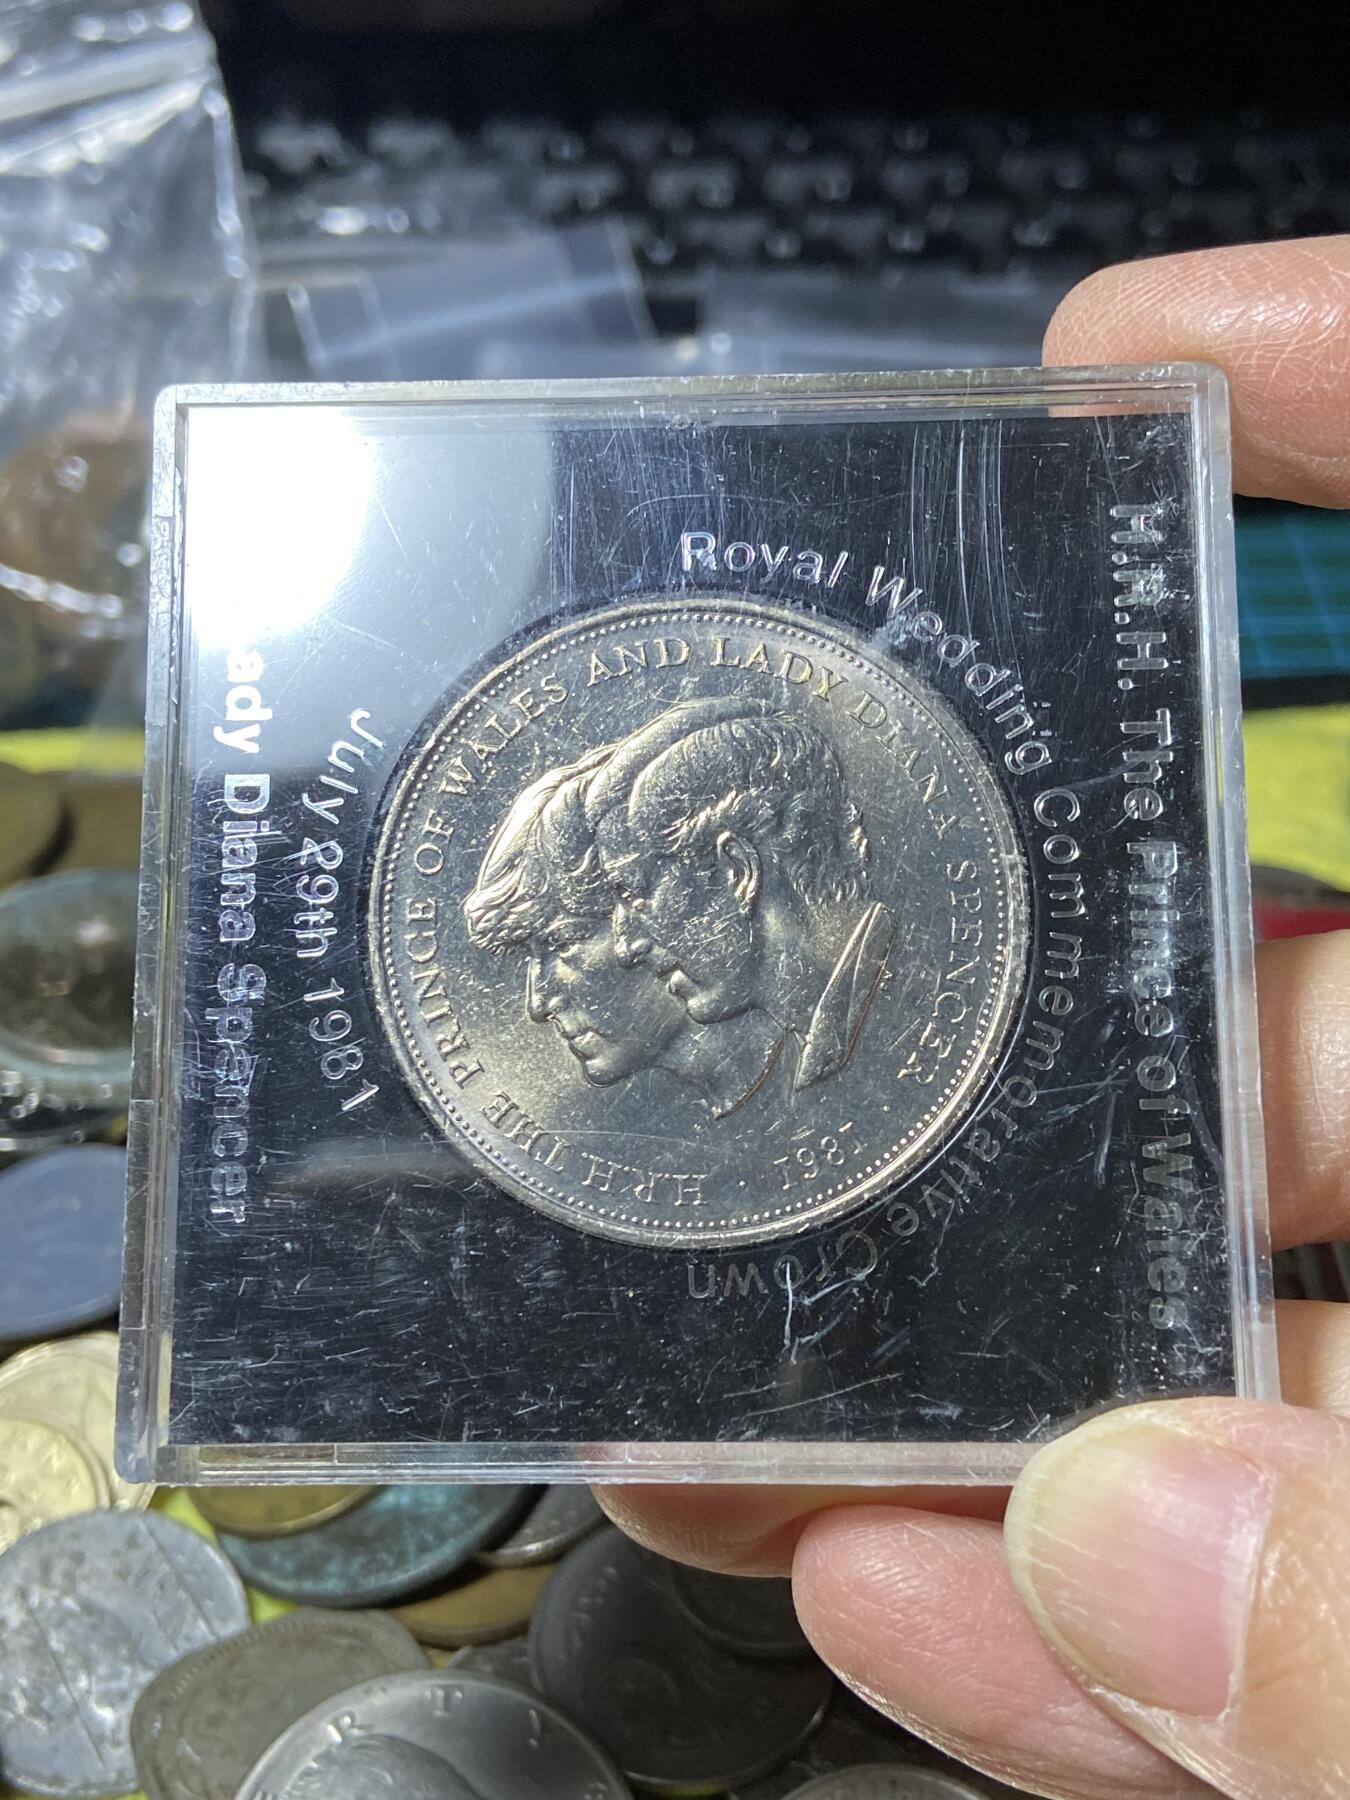 H.R.H. The Prince of Wales
Royal Wedding Commemorative Crown
H.R.H. THE PRINCE OF WALES AND LADY DIANA SPENCER
1981
July 29th 1981
ady Diana Spencer